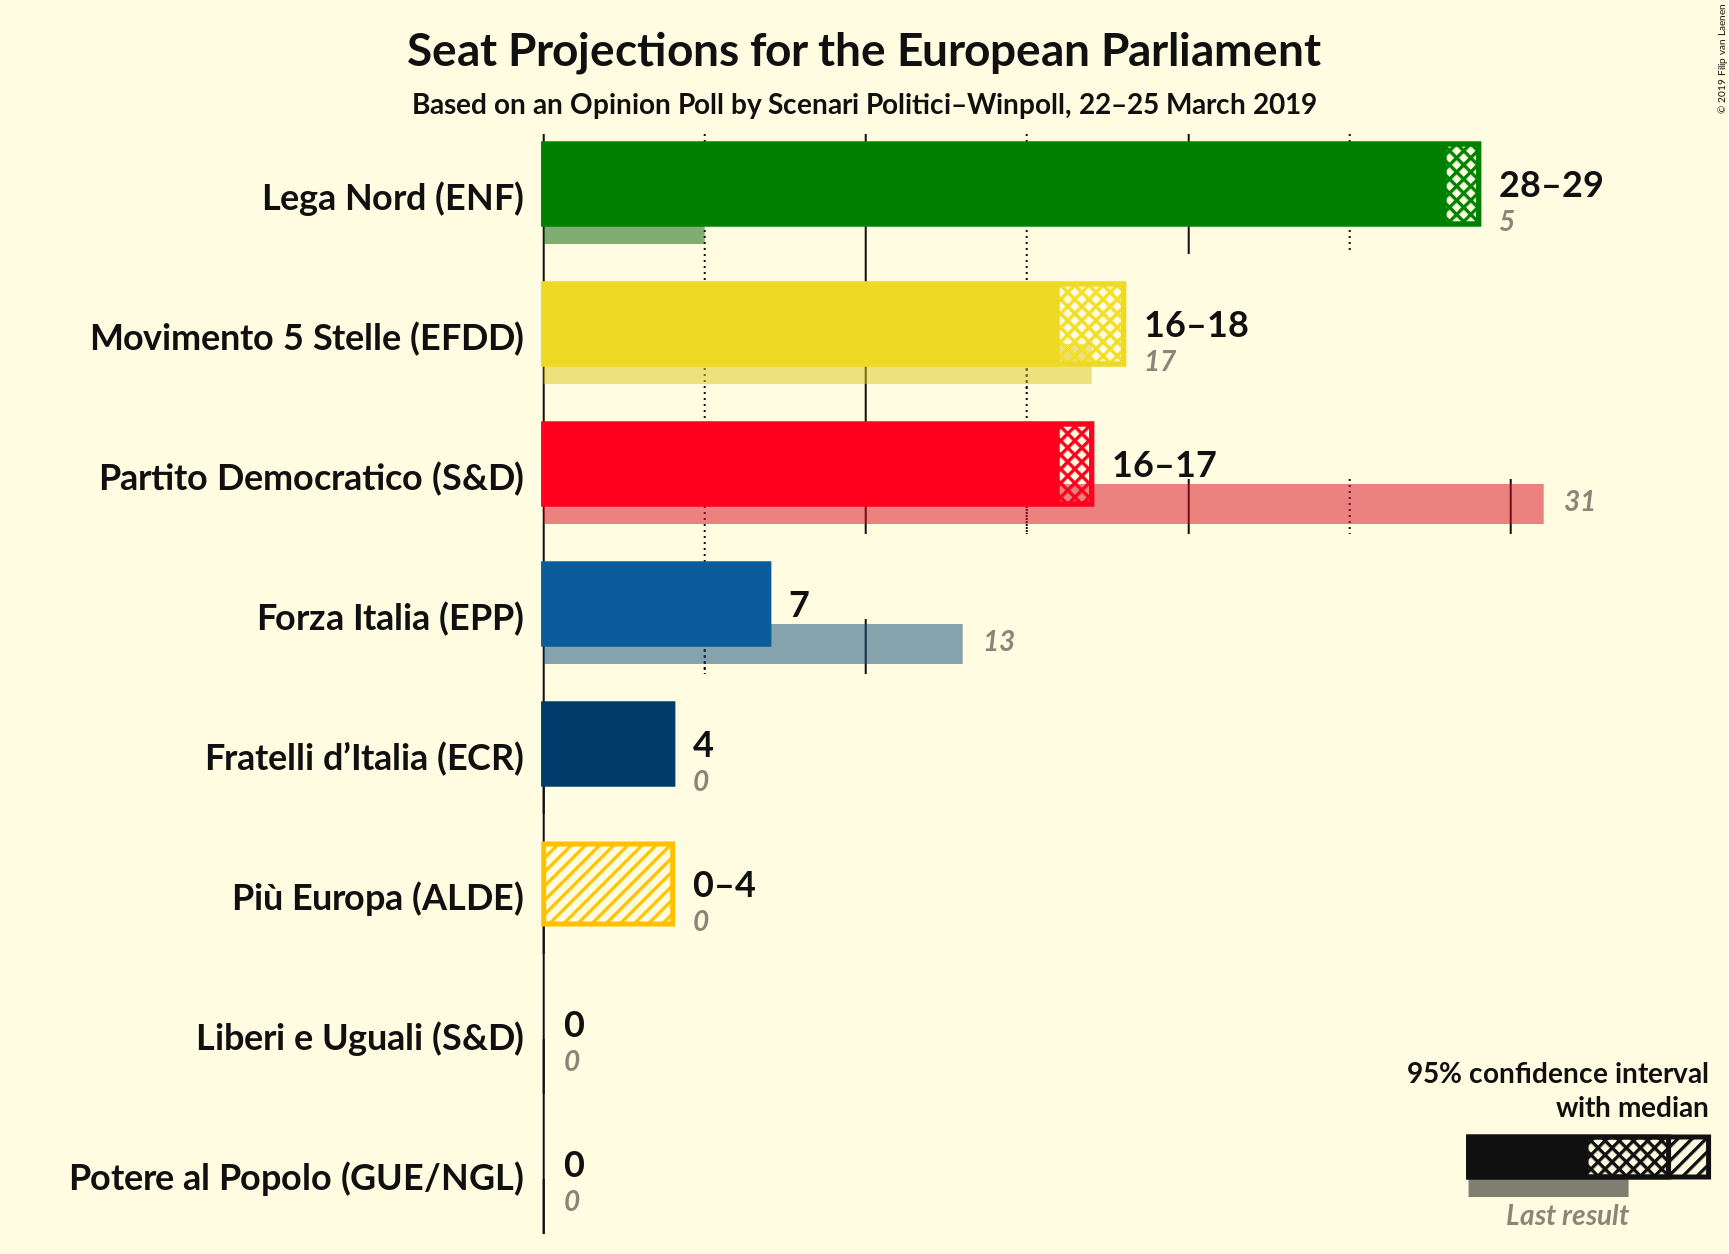 Seat Projections for the European Parliament
Based on an Opinion Poll by Scenari Politici–Winpoll, 22–25 March 2019
© 2019 Filip van Laenen
Lega Nord (ENF)
28–29
5
Movimento 5 Stelle (EFDD)
16–18
17
Partito Democratico (S&D)
16–17
31
Forza Italia (EPP)
7
13
Fratelli d’Italia (ECR)
4
0
Più Europa (ALDE)
0–4
0
Liberi e Uguali (S&D)
0
0
Potere al Popolo (GUE/NGL)
0
0
95% confidence interval
with median
Last result